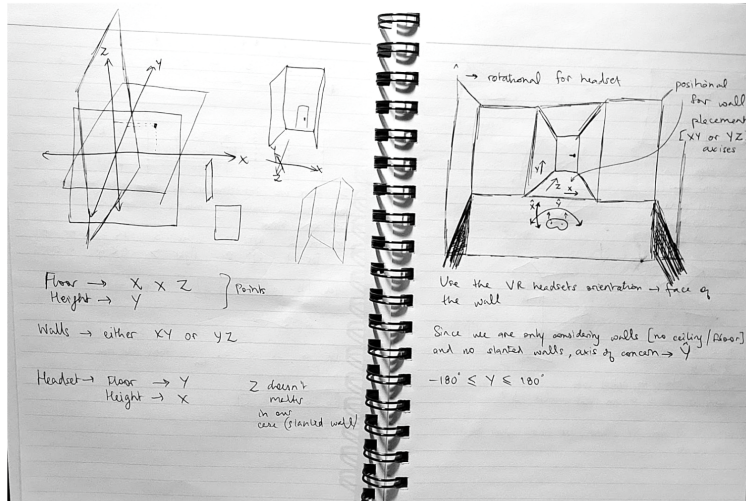 Z
Y
X
Z
X
Floor → X x Z
Height → Y
} Points
Walls → either XY or YZ
Headset → Floor → Y
Height → X
Z doesn't
in our
case (slanted wall)
^ → rotational for headset
positional
for wall
placement
[XY or YZ
axises
Y
Z
X
X̂
Ŷ
Use the VR headsets orientation → face of
the wall
Since we are only considering walls [no ceiling/floor]
and no slanted walls, axis of concern → Ŷ
-180° ≤ Y ≤ 180°